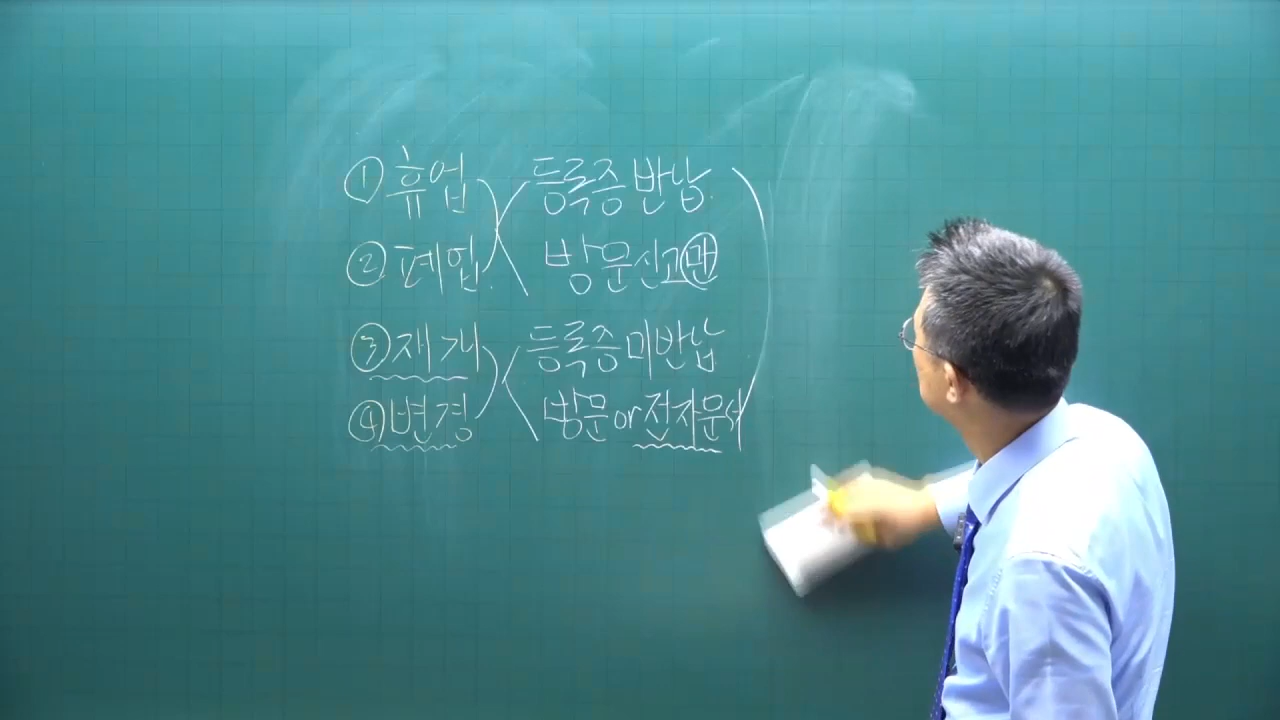 ① 휴업 등록증 반납
② 폐업 방문신고만
③ 재개 등록증 미반납
④ 변경 방문 or 전자문서